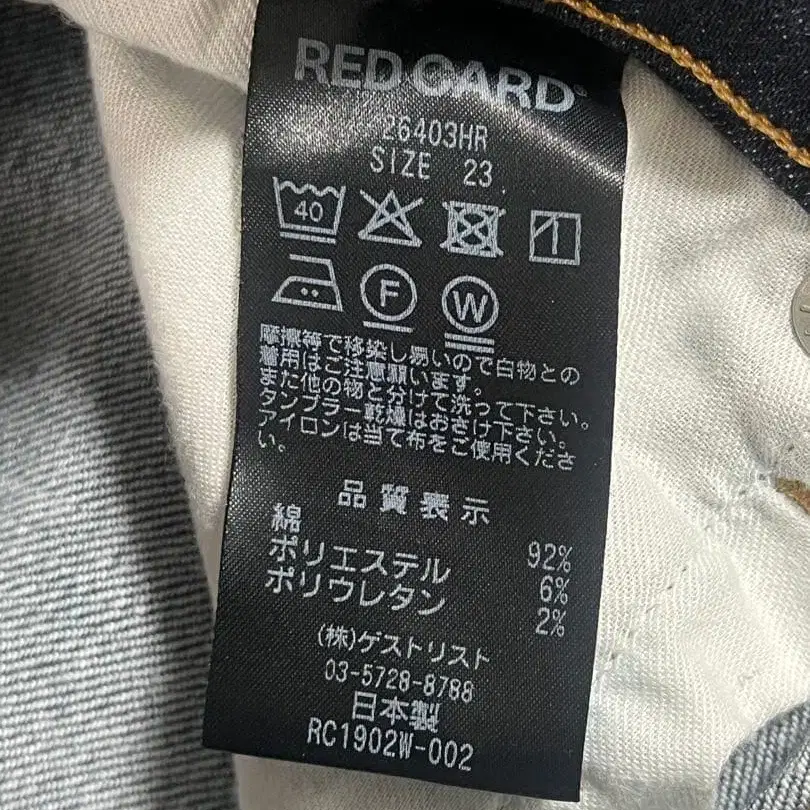 RED CARD
26403HR
SIZE 23
40
F W
摩擦等で移染し易いので白物との
着用はご注意願います。
また他の物と分けて洗って下さい。
タンブラー乾燥はおさけ下さい。
アイロンは当て布をご使用くださ
い。
品質表示
綿 92%
ポリエステル 6%
ポリウレタン 2%
(株)ゲストリスト
03-5728-8788
日本製
RC1902W-002